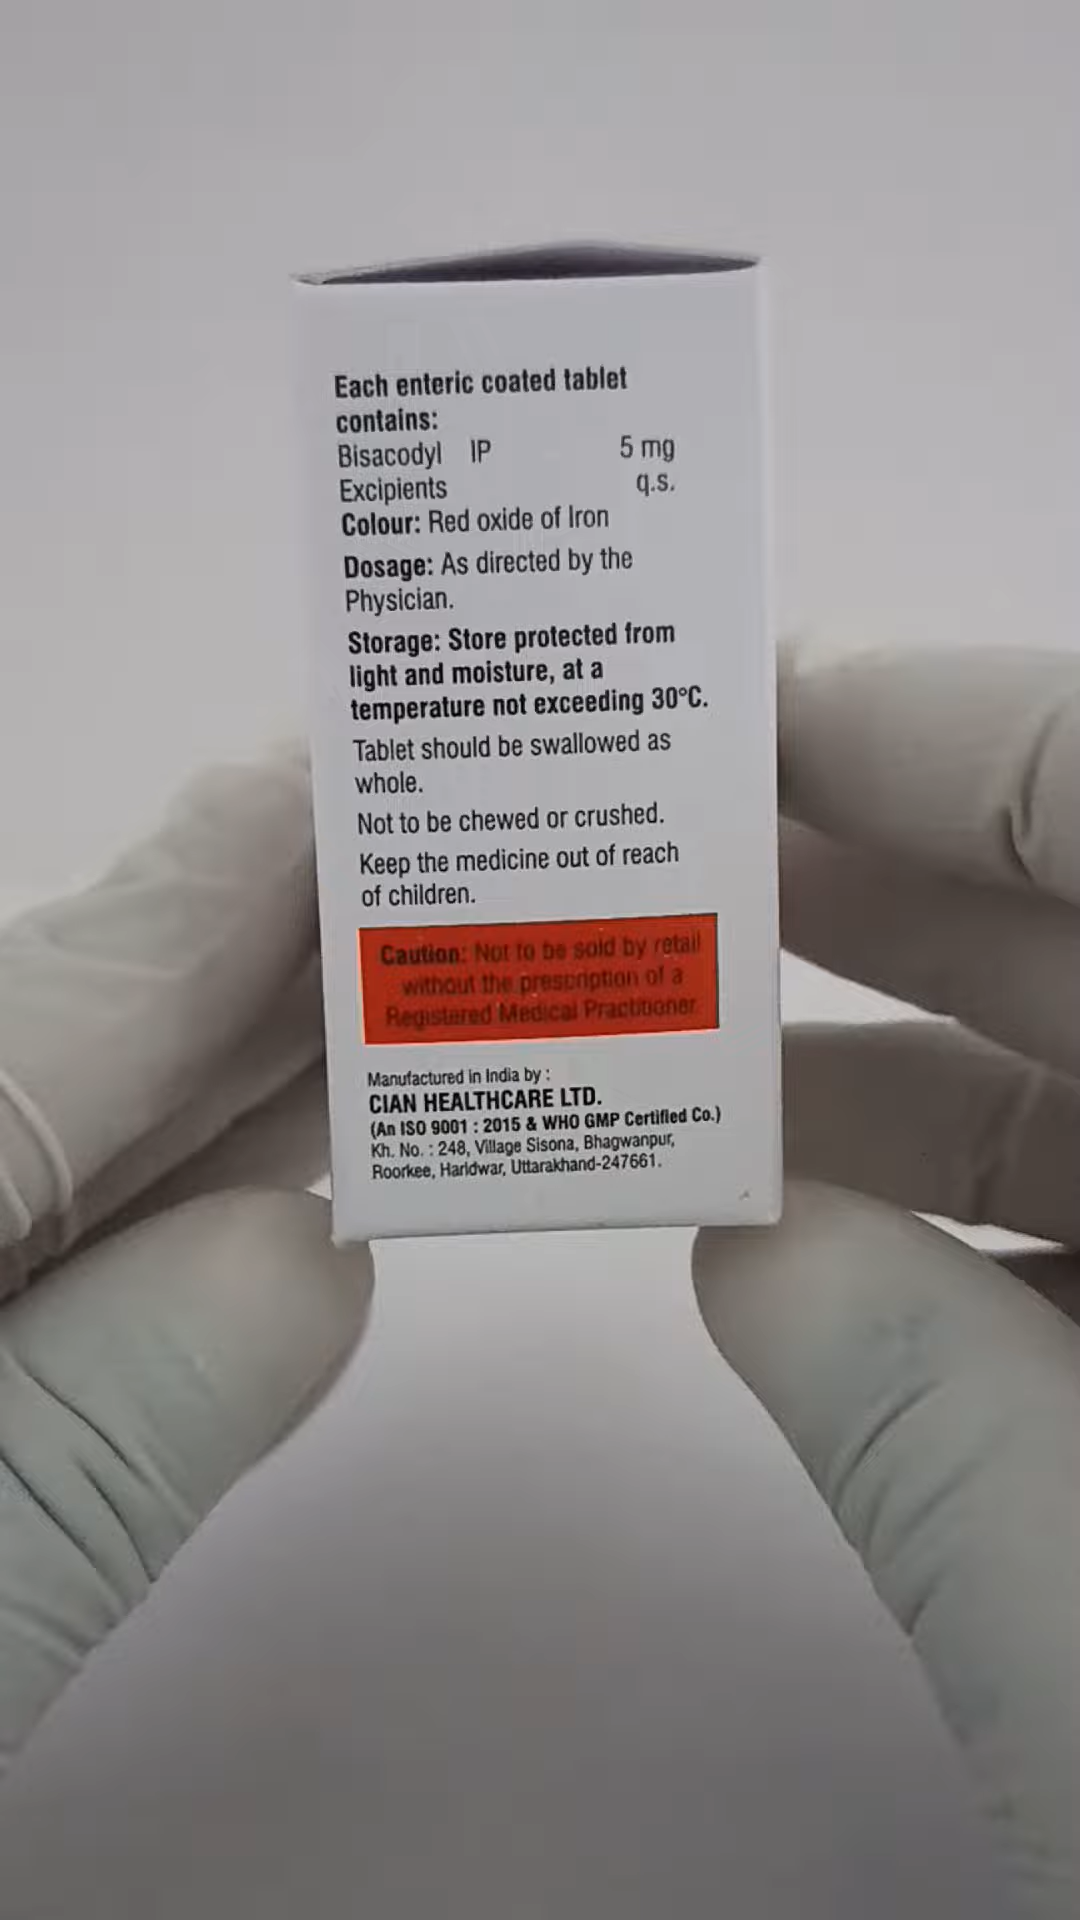 Each enteric coated tablet
contains:
Bisacodyl IP 5 mg
Excipients q.s.
Colour: Red oxide of Iron
Dosage: As directed by the
Physician.
Storage: Store protected from
light and moisture, at a
temperature not exceeding 30°C.
Tablet should be swallowed as
whole.
Not to be chewed or crushed.
Keep the medicine out of reach
of children.
Caution: Not to be sold by retail
without the prescription of a
Registered Medical Practitioner.
Manufactured in India by :
CIAN HEALTHCARE LTD.
(An ISO 9001 : 2015 & WHO GMP Certified Co.)
Kh. No. : 248, Village Sisona, Bhagwanpur,
Roorkee, Haridwar, Uttarakhand-247661.